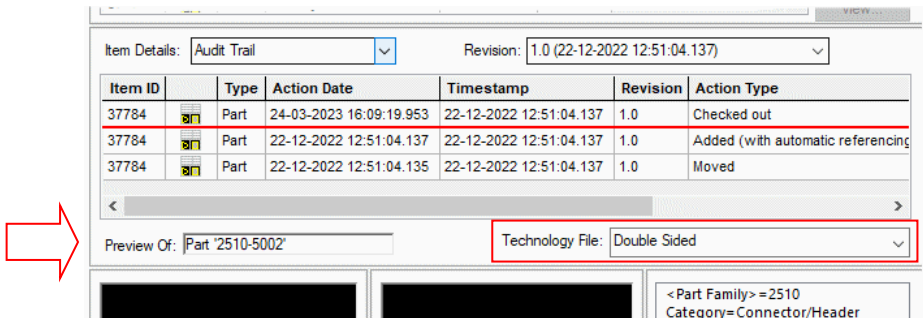 View...
Item Details: Audit Trail Revision: 1.0 (22-12-2022 12:51:04.137)
Item ID Type Action Date Timestamp Revision Action Type
37784 Part 24-03-2023 16:09:19.953 22-12-2022 12:51:04.137 1.0 Checked out
37784 Part 22-12-2022 12:51:04.137 22-12-2022 12:51:04.137 1.0 Added (with automatic referencing
37784 Part 22-12-2022 12:51:04.135 22-12-2022 12:51:04.137 1.0 Moved
Preview Of: Part '2510-5002' Technology File: Double Sided
<Part Family>=2510
Category=Connector/Header